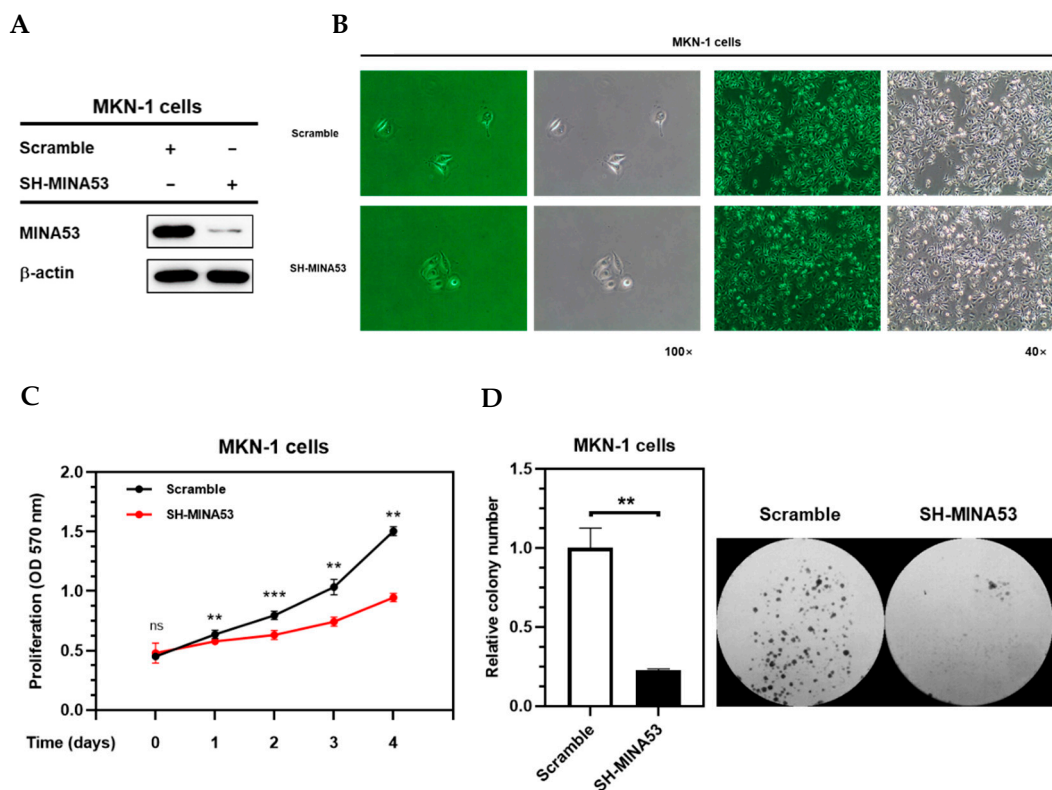 A
MKN-1 cells
Scramble + –
SH-MINA53 – +
MINA53
β-actin
B
MKN-1 cells
Scramble
SH-MINA53
100×
40×
C
MKN-1 cells
Proliferation (OD 570 nm)
2.0
1.5
1.0
0.5
0.0
Scramble
SH-MINA53
ns
**
***
**
**
Time (days) 0 1 2 3 4
D
MKN-1 cells
Relative colony number
1.5
1.0
0.5
0.0
**
Scramble
SH-MINA53
Scramble SH-MINA53